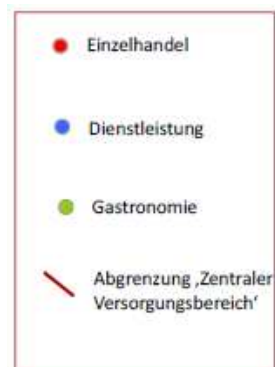 Einzelhandel
Dienstleistung
Gastronomie
Abgrenzung ‚Zentraler
Versorgungsbereich‘